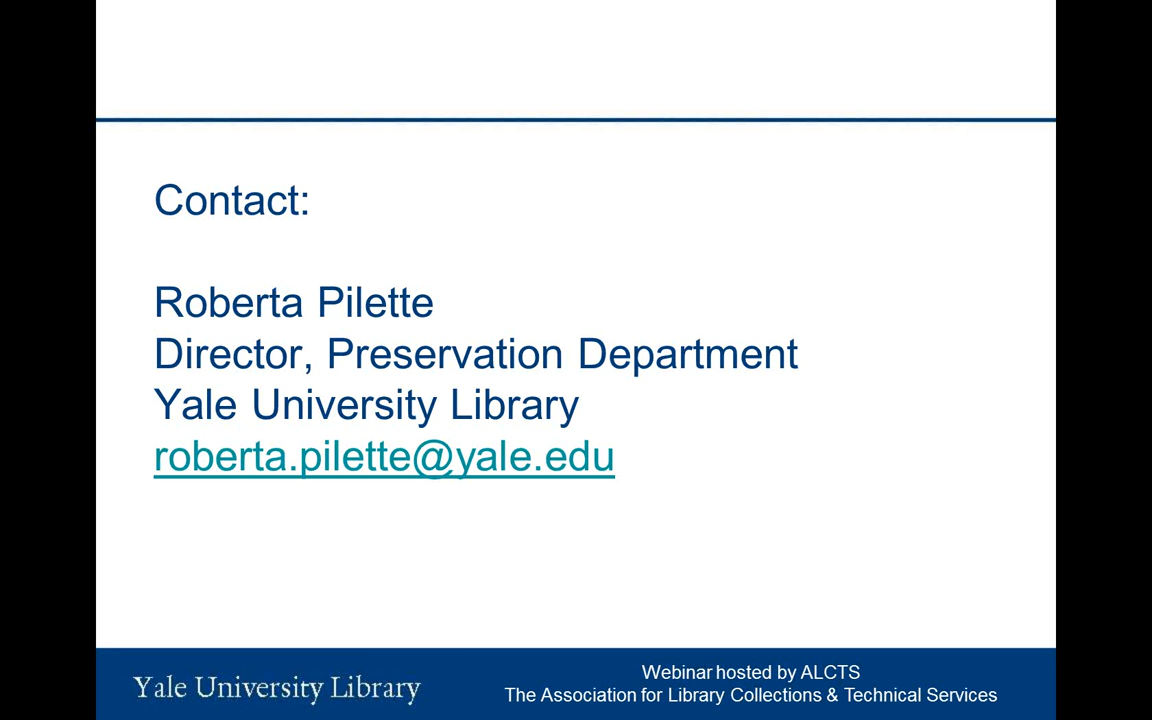 Contact:
Roberta Pilette
Director, Preservation Department
Yale University Library
roberta.pilette@yale.edu
Yale University Library
Webinar hosted by ALCTS
The Association for Library Collections & Technical Services